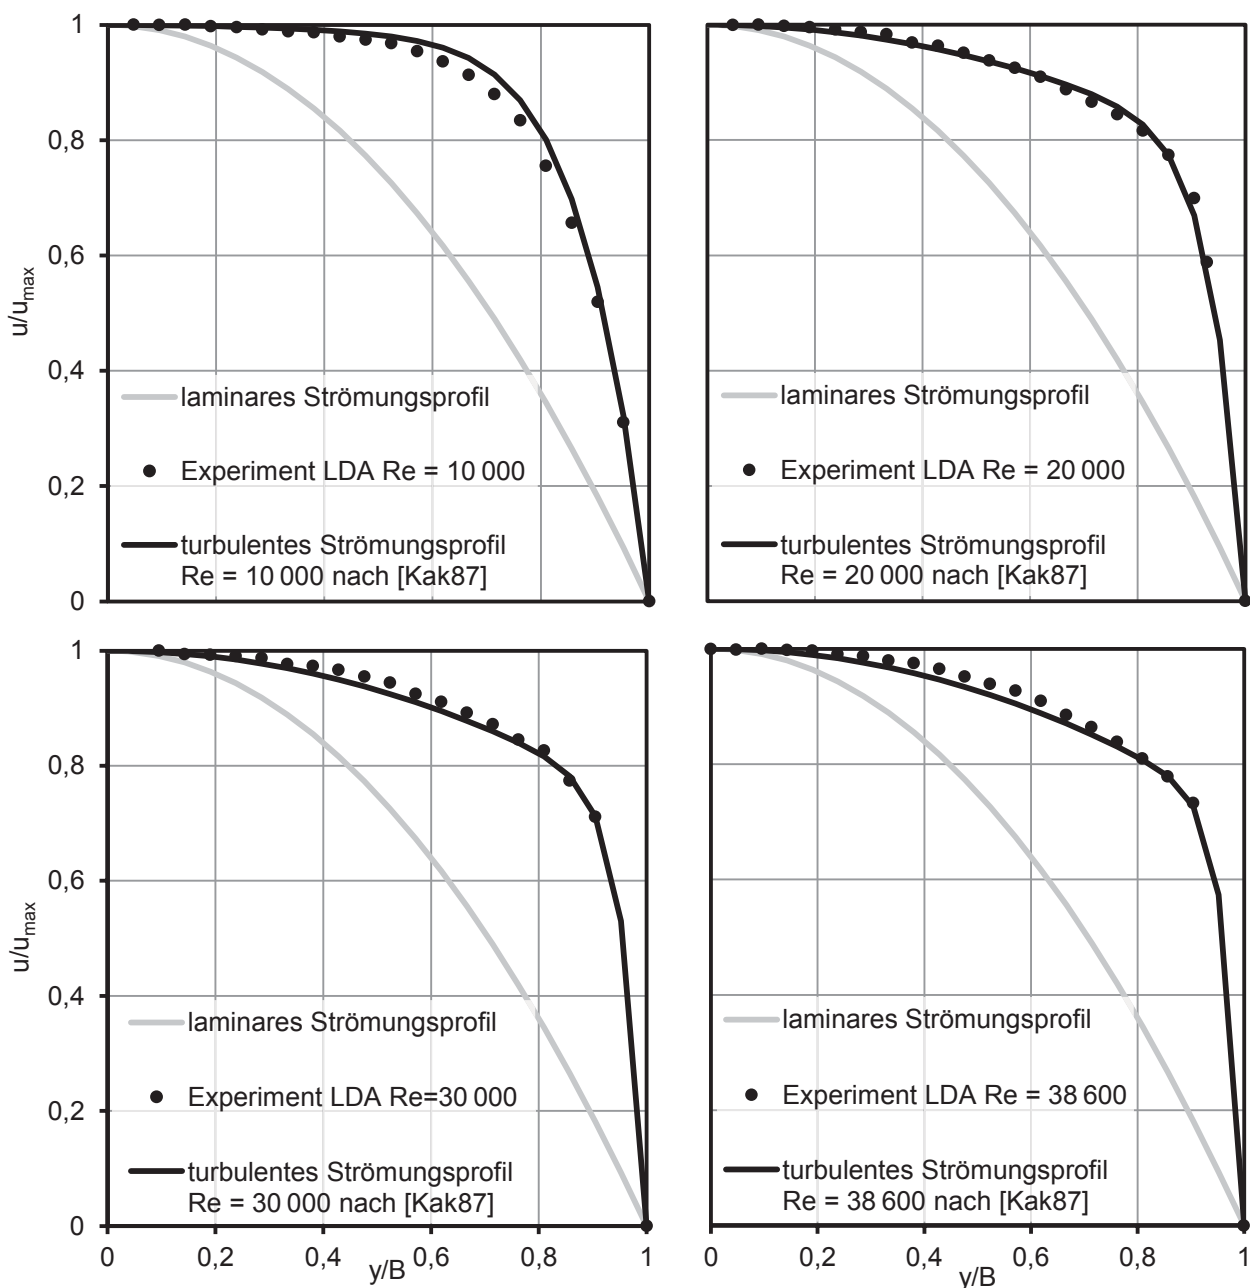 1
0,8
0,6
0,4
0,2
0
u/u_max
laminares Strömungsprofil
Experiment LDA Re = 10 000
turbulentes Strömungsprofil
Re = 10 000 nach [Kak87]
laminares Strömungsprofil
Experiment LDA Re = 20 000
turbulentes Strömungsprofil
Re = 20 000 nach [Kak87]
1
0,8
0,6
0,4
0,2
0
u/u_max
laminares Strömungsprofil
Experiment LDA Re=30 000
turbulentes Strömungsprofil
Re = 30 000 nach [Kak87]
0 0,2 0,4 0,6 0,8 1
y/B
laminares Strömungsprofil
Experiment LDA Re = 38 600
turbulentes Strömungsprofil
Re = 38 600 nach [Kak87]
0 0,2 0,4 0,6 0,8 1
y/B